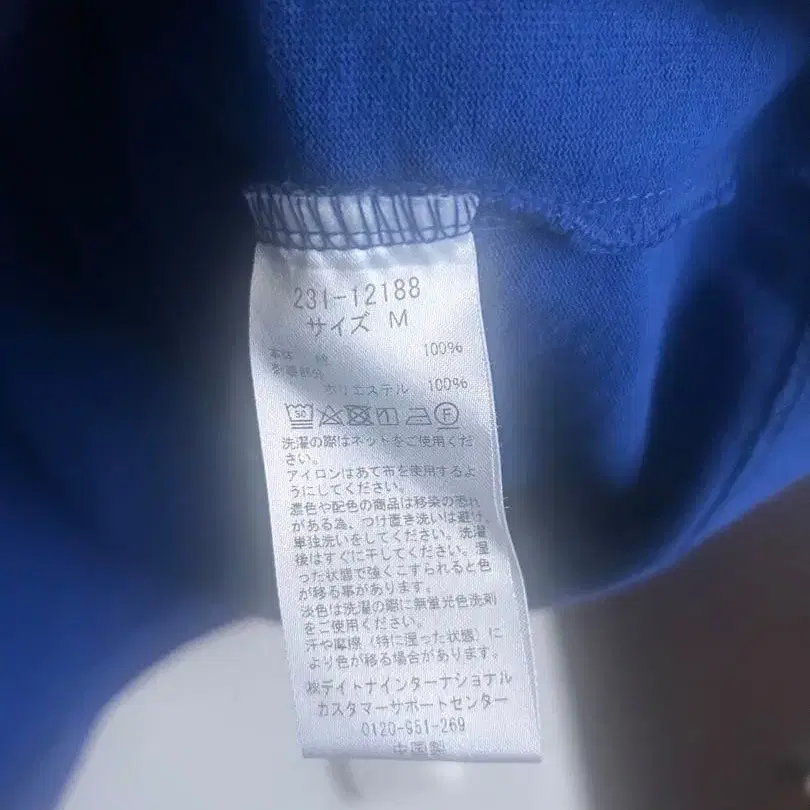 231-12188
サイズ M
本体 綿 100%
刺繍部分
ポリエステル 100%
50 F
洗濯の際はネットをご使用くだ
さい。
アイロンはあて布を使用するよ
うにしてください。
濃色や配色の商品は移染の恐れ
がある為、つけ置き洗いは避け、
単独洗いをしてください。洗濯
後はすぐに干してください。湿
った状態で強くこすられると色
が移る事があります。
淡色は洗濯の際に無蛍光色洗剤
をご使用ください。
汗や摩擦（特に湿った状態）に
より色が移る場合があります。
㈱デイトナインターナショナル
カスタマーサポートセンター
0120-951-269
中国製